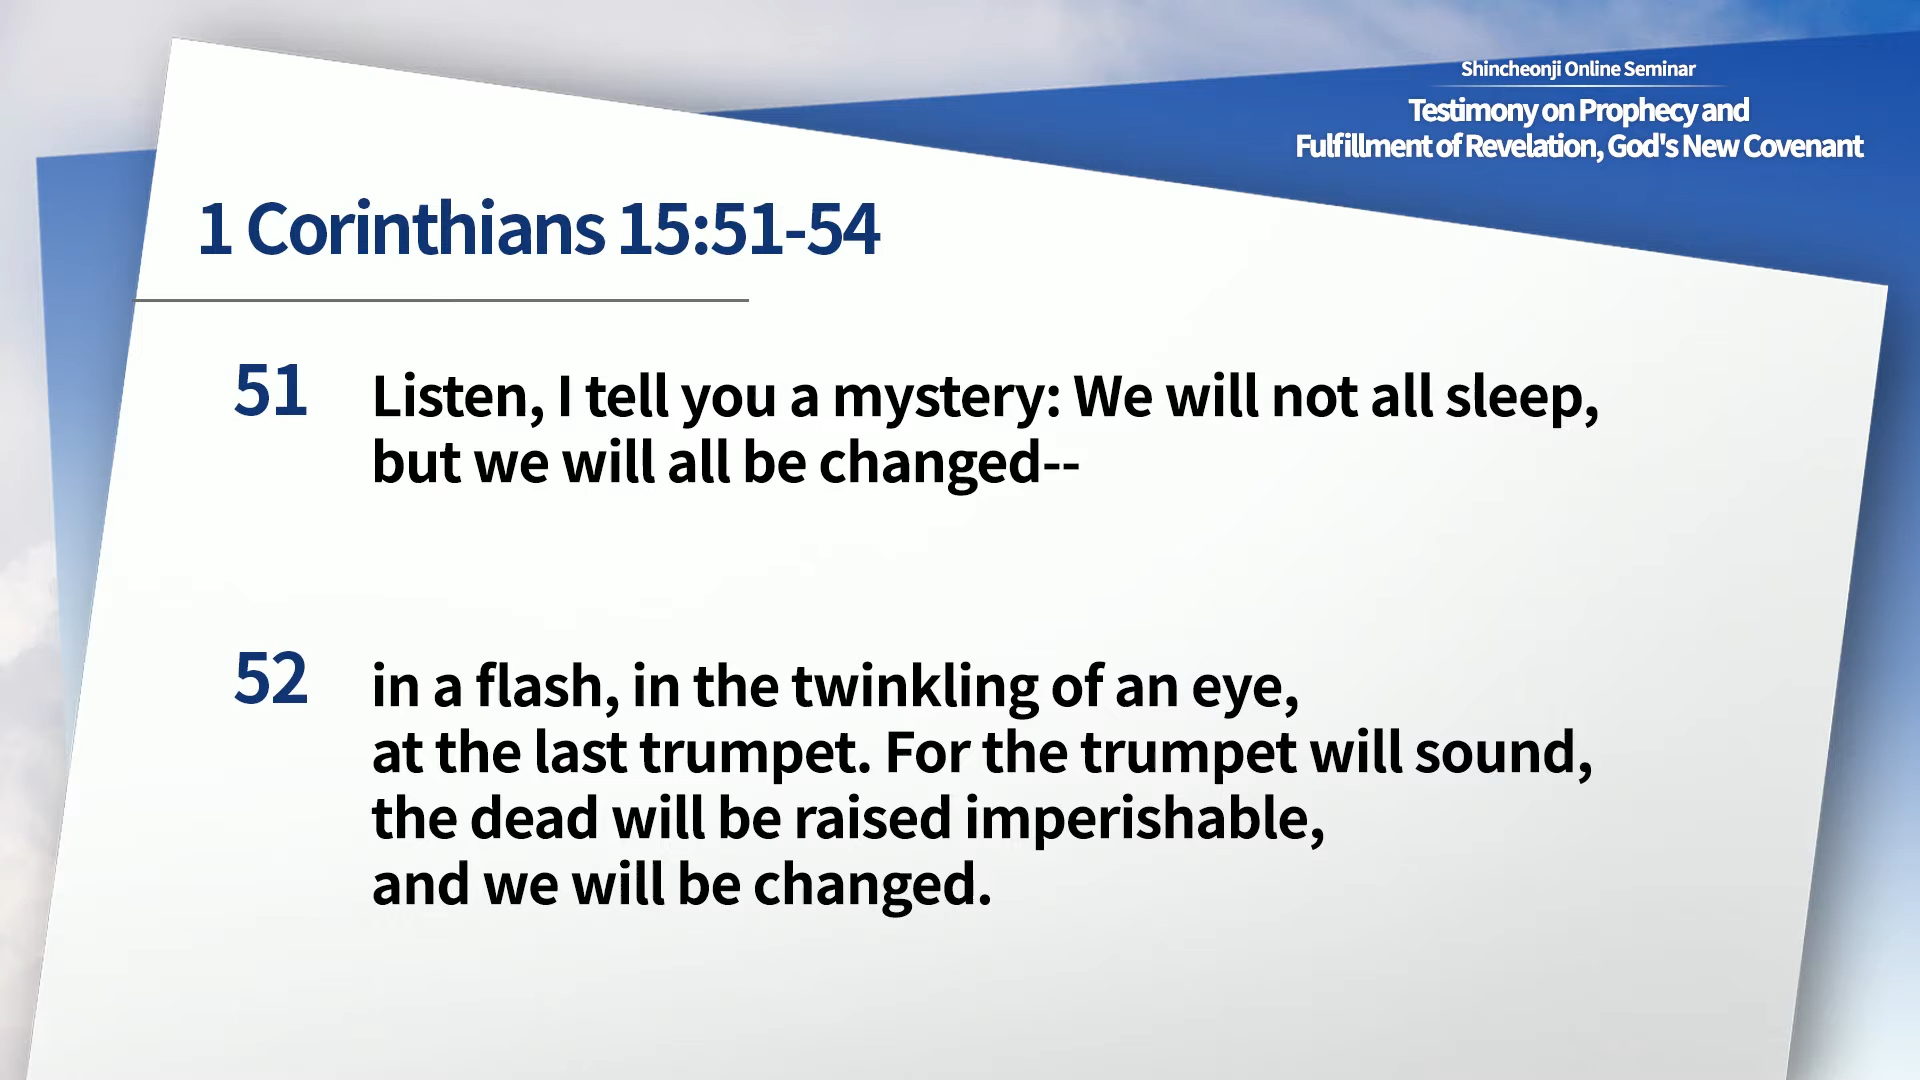 Shincheonji Online Seminar
Testimony on Prophecy and
Fulfillment of Revelation, God's New Covenant
1 Corinthians 15:51-54
51 Listen, I tell you a mystery: We will not all sleep,
but we will all be changed--
52 in a flash, in the twinkling of an eye,
at the last trumpet. For the trumpet will sound,
the dead will be raised imperishable,
and we will be changed.